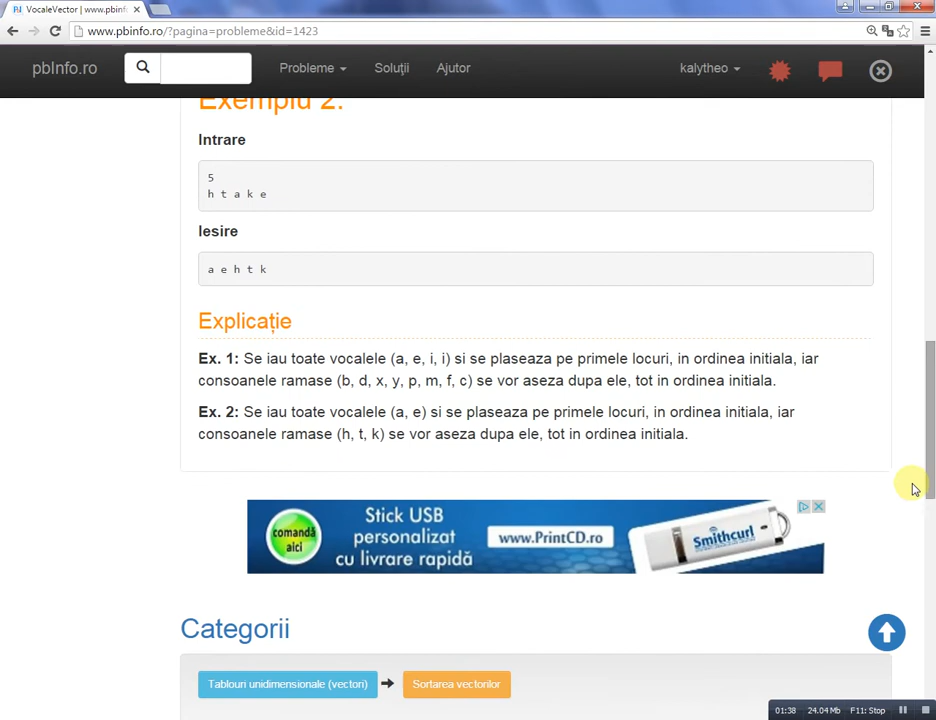 VocaleVector | www.pbinf
www.pbinfo.ro/?pagina=probleme&id=1423
pbInfo.ro
Probleme
Soluții
Ajutor
kalytheo
Exemplu 2:
Intrare
5
h t a k e
Iesire
a e h t k
Explicație
Ex. 1: Se iau toate vocalele (a, e, i, i) si se plaseaza pe primele locuri, in ordinea initiala, iar
consoanele ramase (b, d, x, y, p, m, f, c) se vor aseza dupa ele, tot in ordinea initiala.
Ex. 2: Se iau toate vocalele (a, e) si se plaseaza pe primele locuri, in ordinea initiala, iar
consoanele ramase (h, t, k) se vor aseza dupa ele, tot in ordinea initiala.
comandă
aici
Stick USB
personalizat
cu livrare rapidă
www.PrintCD.ro
Smithcurl
Categorii
Tablouri unidimensionale (vectori)
Sortarea vectorilor
01:38 24.04 Mb F11: Stop